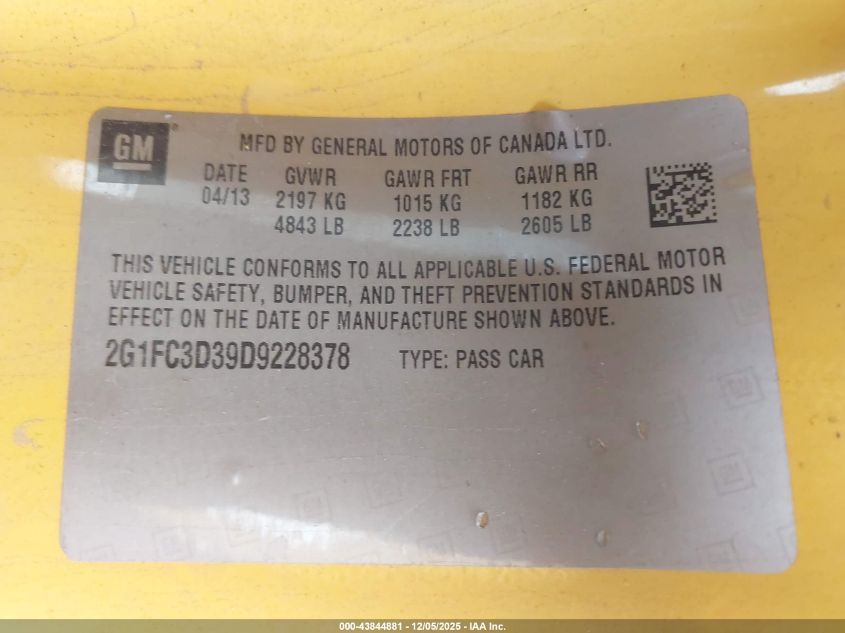 GM®
MFD BY GENERAL MOTORS OF CANADA LTD.
DATE GVWR GAWR FRT GAWR RR
04/13 2197 KG 1015 KG 1182 KG
4843 LB 2238 LB 2605 LB
THIS VEHICLE CONFORMS TO ALL APPLICABLE U.S. FEDERAL MOTOR
VEHICLE SAFETY, BUMPER, AND THEFT PREVENTION STANDARDS IN
EFFECT ON THE DATE OF MANUFACTURE SHOWN ABOVE.
2G1FC3D39D9228378 TYPE: PASS CAR
000-43844881 - 12/05/2025 - IAA Inc.